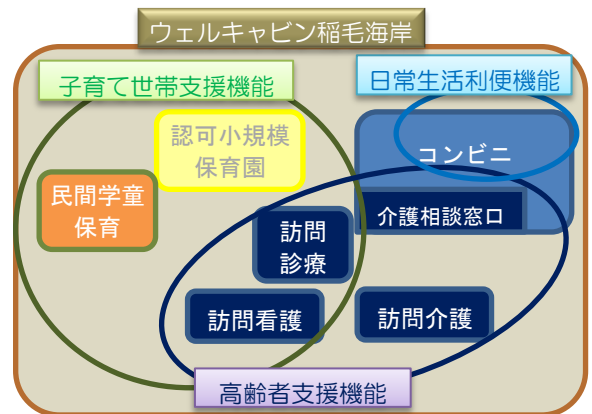 ウェルキャビン稲毛海岸
子育て世帯支援機能
日常生活利便機能
認可小規模
保育園
コンビニ
民間学童
保育
介護相談窓口
訪問
診療
訪問看護
訪問介護
高齢者支援機能